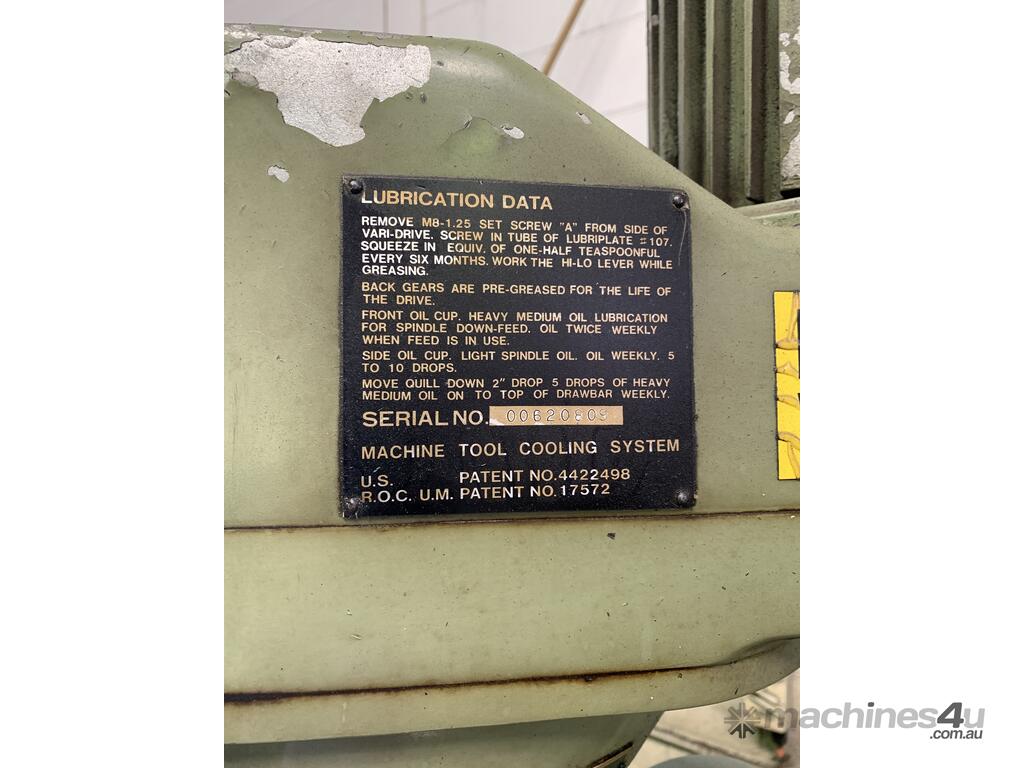 LUBRICATION DATA
REMOVE M8-1.25 SET SCREW "A" FROM SIDE OF
VARI-DRIVE. SCREW IN TUBE OF LUBRIPLATE #107.
SQUEEZE IN EQUIV. OF ONE-HALF TEASPOONFUL
EVERY SIX MONTHS. WORK THE HI-LO LEVER WHILE
GREASING.
BACK GEARS ARE PRE-GREASED FOR THE LIFE OF
THE DRIVE.
FRONT OIL CUP. HEAVY MEDIUM OIL LUBRICATION
FOR SPINDLE DOWN-FEED. OIL TWICE WEEKLY
WHEN FEED IS IN USE.
SIDE OIL CUP. LIGHT SPINDLE OIL. OIL WEEKLY. 5
TO 10 DROPS.
MOVE QUILL DOWN 2" DROP 5 DROPS OF HEAVY
MEDIUM OIL ON TO TOP OF DRAWBAR WEEKLY.
SERIAL NO.
MACHINE TOOL COOLING SYSTEM
U.S. PATENT NO.4422498
R.O.C. U.M. PATENT NO.17572
machines4u
.com.au